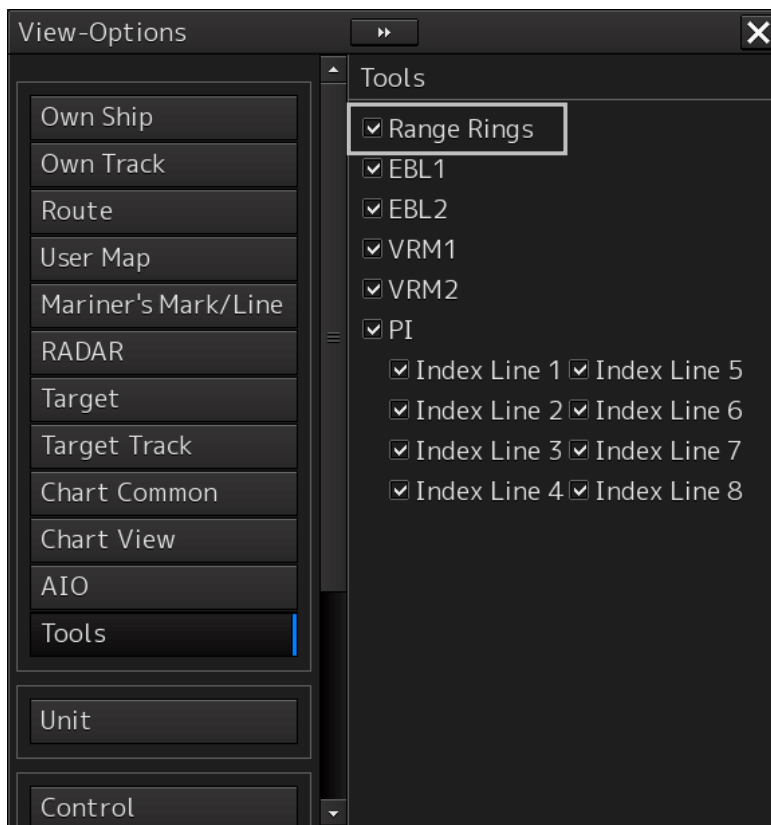 View-Options
Own Ship
Own Track
Route
User Map
Mariner's Mark/Line
RADAR
Target
Target Track
Chart Common
Chart View
AIO
Tools
Unit
Control
Tools
Range Rings
EBL1
EBL2
VRM1
VRM2
PI
Index Line 1 Index Line 5
Index Line 2 Index Line 6
Index Line 3 Index Line 7
Index Line 4 Index Line 8